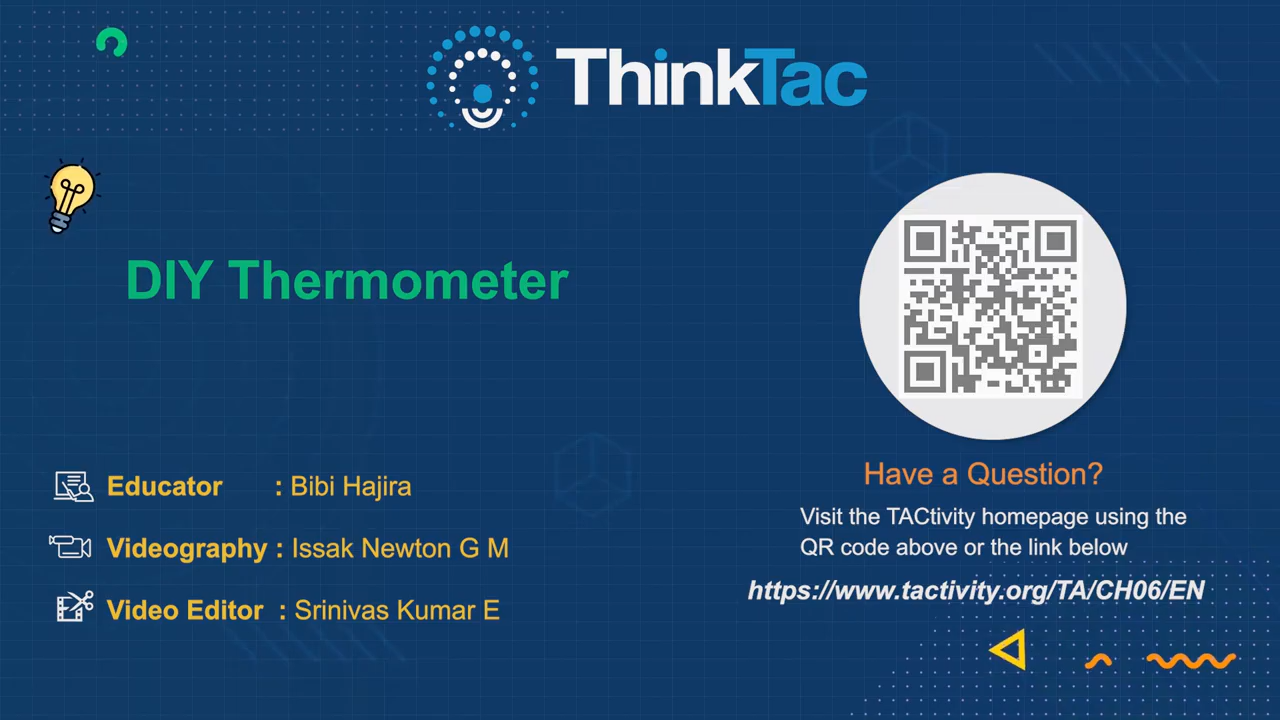 ThinkTac
DIY Thermometer
Educator : Bibi Hajira
Videography : Issak Newton G M
Video Editor : Srinivas Kumar E
Have a Question?
Visit the TACtivity homepage using the
QR code above or the link below
https://www.tactivity.org/TA/CH06/EN